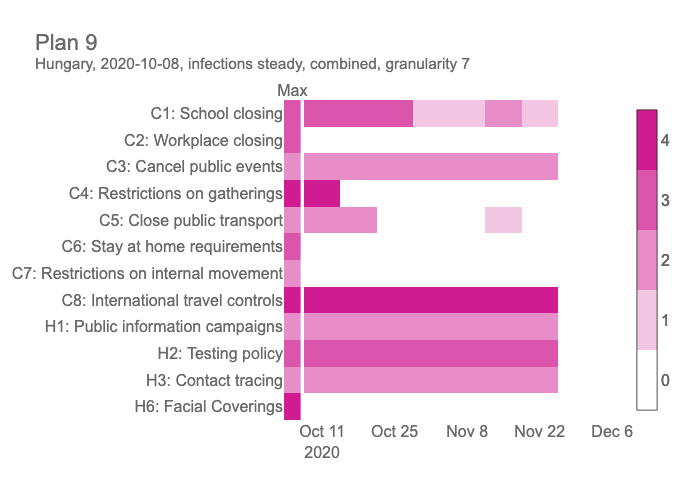 Plan 9
Hungary, 2020-10-08, infections steady, combined, granularity 7
Max
C1: School closing
C2: Workplace closing
C3: Cancel public events
C4: Restrictions on gatherings
C5: Close public transport
C6: Stay at home requirements
C7: Restrictions on internal movement
C8: International travel controls
H1: Public information campaigns
H2: Testing policy
H3: Contact tracing
H6: Facial Coverings
4
3
2
1
0
Oct 11 Oct 25 Nov 8 Nov 22 Dec 6
2020